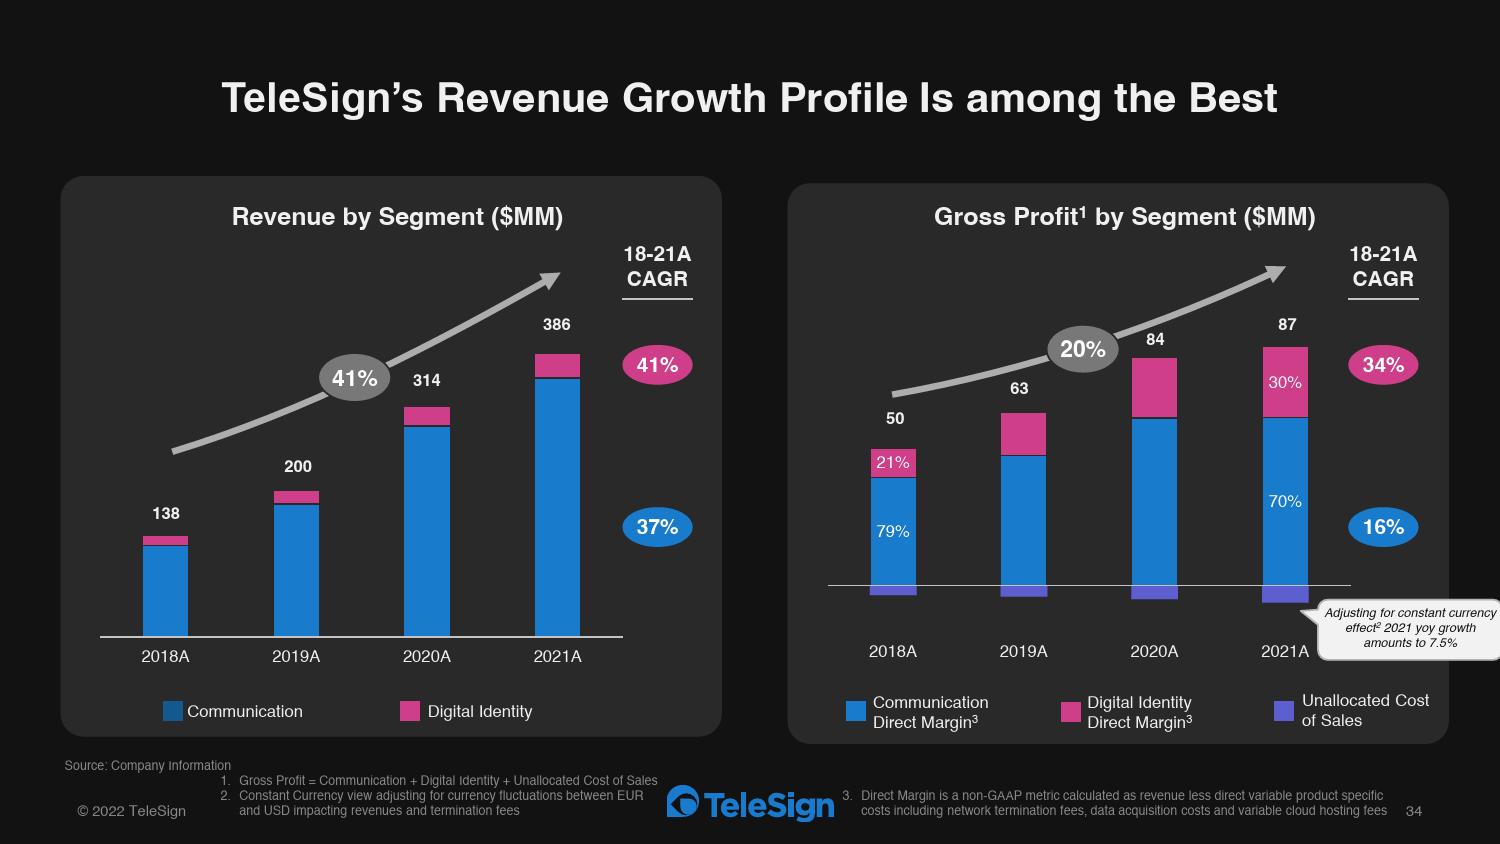 TeleSign’s Revenue Growth Profile Is among the Best
Revenue by Segment ($MM)
18-21A
CAGR
386
41%
41%
314
200
138
37%
2018A
2019A
2020A
2021A
Communication
Digital Identity
Gross Profit¹ by Segment ($MM)
18-21A
CAGR
87
84
20%
34%
63
30%
50
21%
70%
79%
16%
Adjusting for constant currency
effect² 2021 yoy growth
amounts to 7.5%
2018A
2019A
2020A
2021A
Communication
Direct Margin³
Digital Identity
Direct Margin³
Unallocated Cost
of Sales
Source: Company Information
1. Gross Profit = Communication + Digital Identity + Unallocated Cost of Sales
2. Constant Currency view adjusting for currency fluctuations between EUR
and USD impacting revenues and termination fees
© 2022 TeleSign
TeleSign
3. Direct Margin is a non-GAAP metric calculated as revenue less direct variable product specific
costs including network termination fees, data acquisition costs and variable cloud hosting fees
34